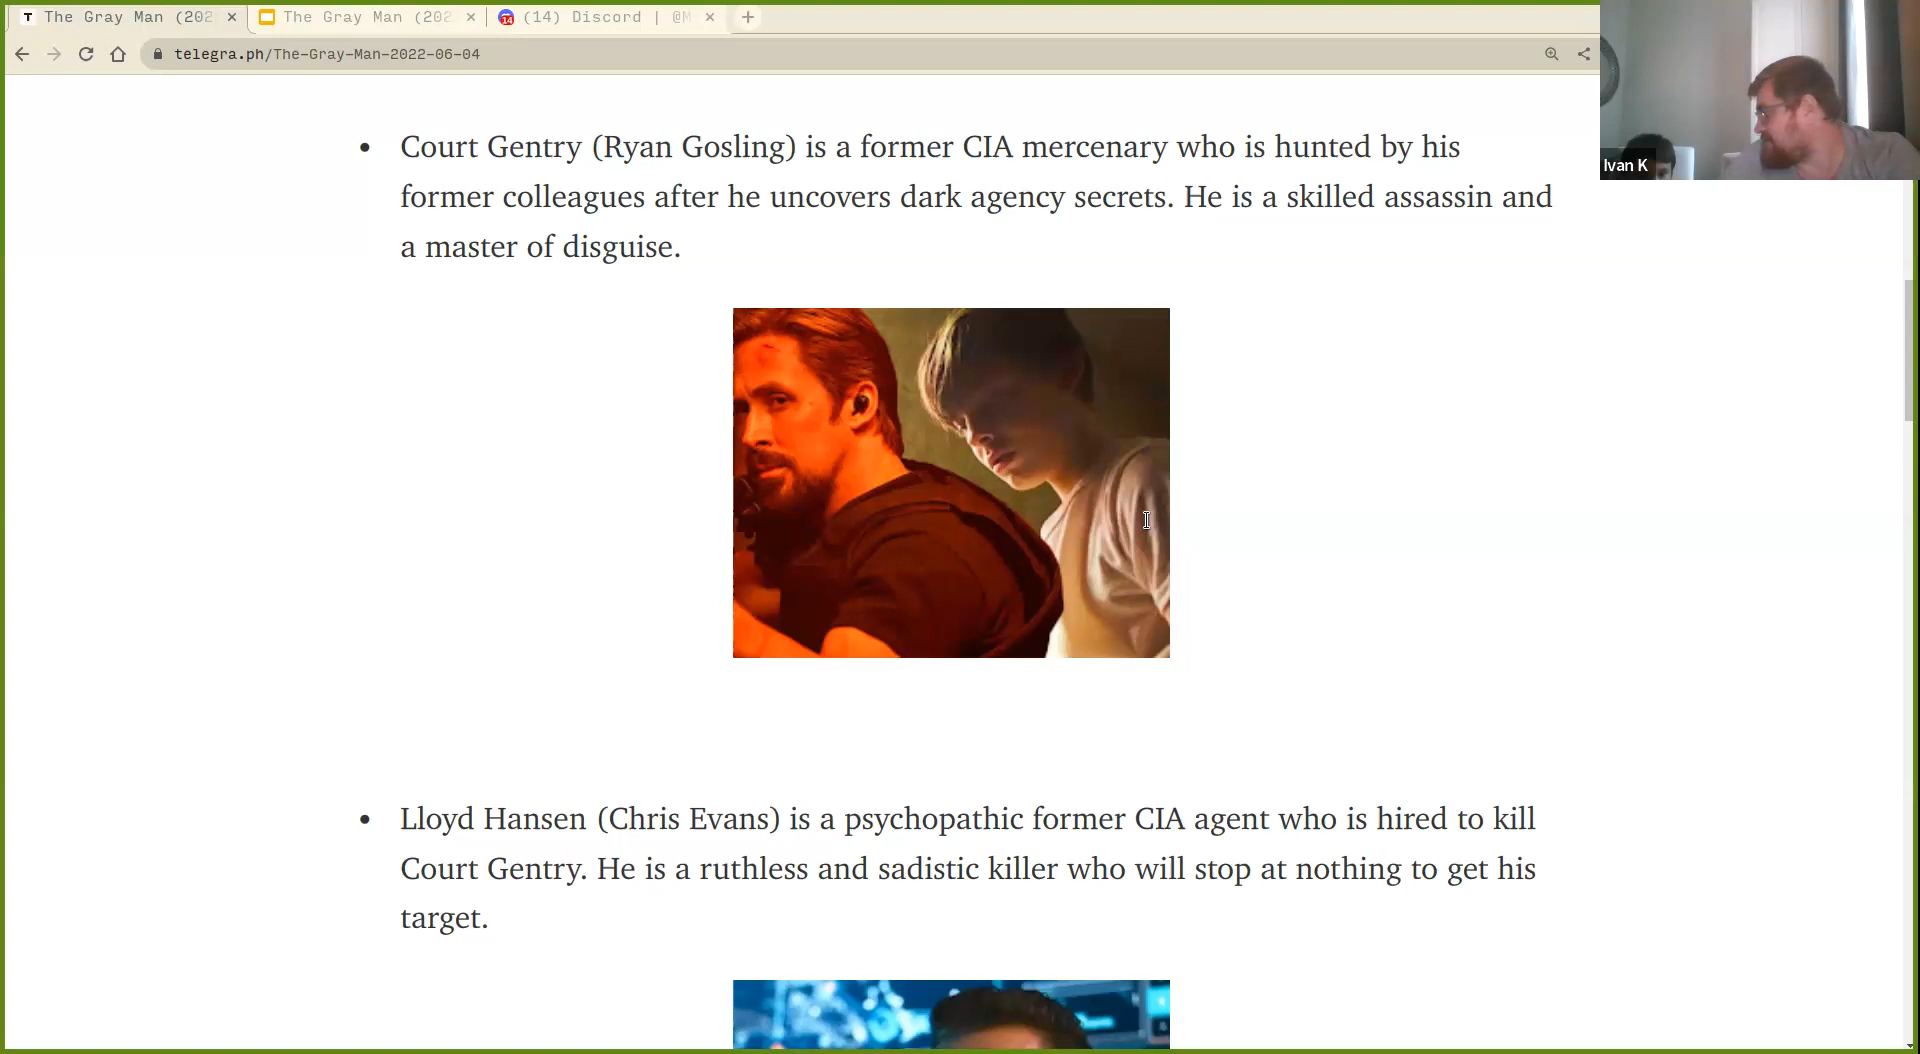 The Gray Man (202
The Gray Man (202
(14) Discord | @M
telegra.ph/The-Gray-Man-2022-06-04
Ivan K
• Court Gentry (Ryan Gosling) is a former CIA mercenary who is hunted by his
former colleagues after he uncovers dark agency secrets. He is a skilled assassin and
a master of disguise.
• Lloyd Hansen (Chris Evans) is a psychopathic former CIA agent who is hired to kill
Court Gentry. He is a ruthless and sadistic killer who will stop at nothing to get his
target.